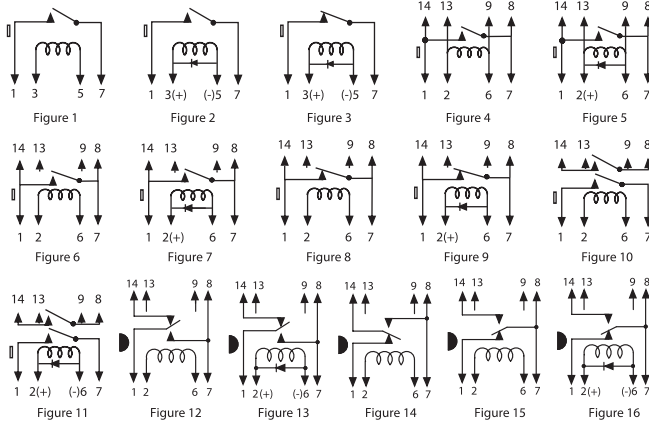 14 13 9 8 14 13 9 8
1 3 5 7 1 3(+) (-)5 7 1 3(+) (-)5 7 1 2 6 7 1 2(+) 6 7
Figure 1 Figure 2 Figure 3 Figure 4 Figure 5
14 13 9 8 14 13 9 8 14 13 9 8 14 13 9 8 14 13 9 8
1 2 6 7 1 2(+) 6 7 1 2 6 7 1 2(+) 6 7 1 2 6 7
Figure 6 Figure 7 Figure 8 Figure 9 Figure 10
14 13 9 8 14 13 9 8 14 13 9 8 14 13 9 8 14 13 9 8 14 13 9 8
1 2(+) (-)6 7 1 2 6 7 1 2(+) (-)6 7 1 2 6 7 1 2 6 7 1 2(+) (-)6 7
Figure 11 Figure 12 Figure 13 Figure 14 Figure 15 Figure 16